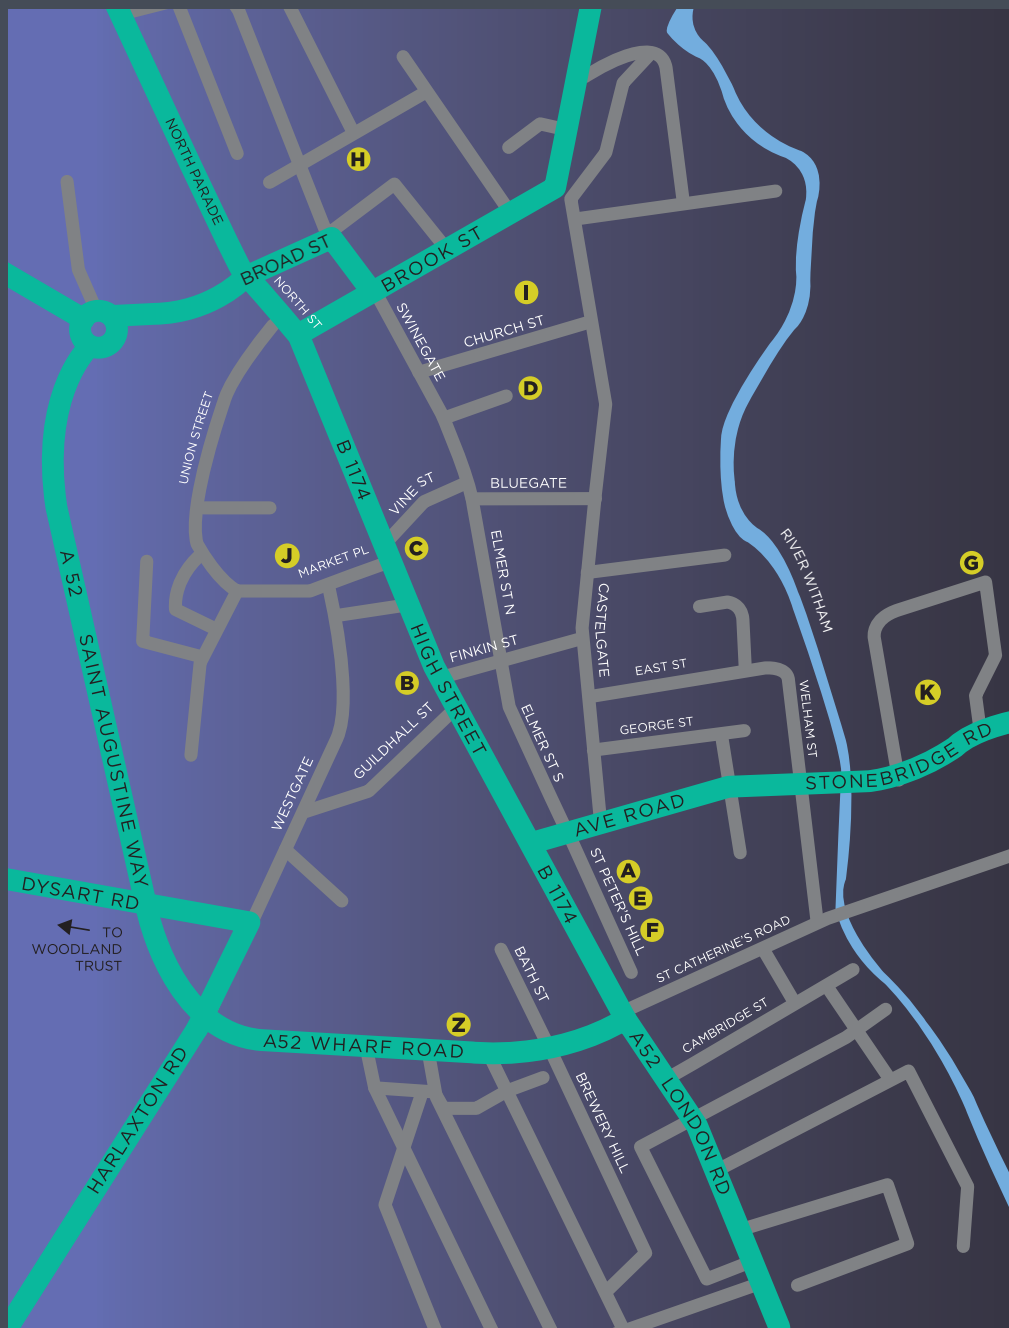 NORTH PARADE
H
BROAD ST
BROOK ST
NORTH ST
I
SWINEGATE
CHURCH ST
D
UNION STREET
B 1174
VINE ST
BLUEGATE
J
MARKET PL
C
ELMER ST N
RIVER WITHAM
G
A 52
CASTELGATE
HIGH STREET
FINKIN ST
EAST ST
B
K
SAINT AUGUSTINE WAY
GUILDHALL ST
ELMER ST S
GEORGE ST
WELHAM ST
WESTGATE
STONEBRIDGE RD
AVE ROAD
A
ST PETER'S HILL
E
B 1174
DYSART RD
F
TO
WOODLAND
TRUST
BATH ST
ST CATHERINE'S ROAD
Z
CAMBRIDGE ST
A52 WHARF ROAD
A52 LONDON RD
HARLAXTON RD
BREWERY HILL